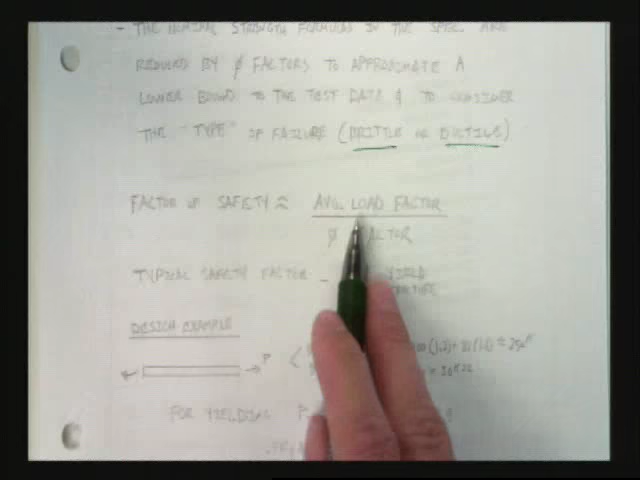 - THE NOMINAL STRENGTH FORMULAS IN THE SPEC. ARE
REDUCED BY φ FACTORS TO APPROXIMATE A
LOWER BOUND TO THE TEST DATA & TO CONSIDER
THE "TYPE" OF FAILURE (BRITTLE OR DUCTILE)
FACTOR OF SAFETY ≈ AVG. LOAD FACTOR
φ FACTOR
TYPICAL SAFETY FACTOR - YIELD
DESIGN EXAMPLE
P
FOR YIELDING P